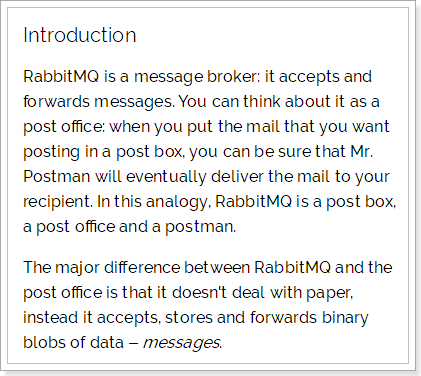 Introduction
RabbitMQ is a message broker: it accepts and
forwards messages. You can think about it as a
post office: when you put the mail that you want
posting in a post box, you can be sure that Mr.
Postman will eventually deliver the mail to your
recipient. In this analogy, RabbitMQ is a post box,
a post office and a postman.
The major difference between RabbitMQ and the
post office is that it doesn't deal with paper,
instead it accepts, stores and forwards binary
blobs of data ‒ messages.